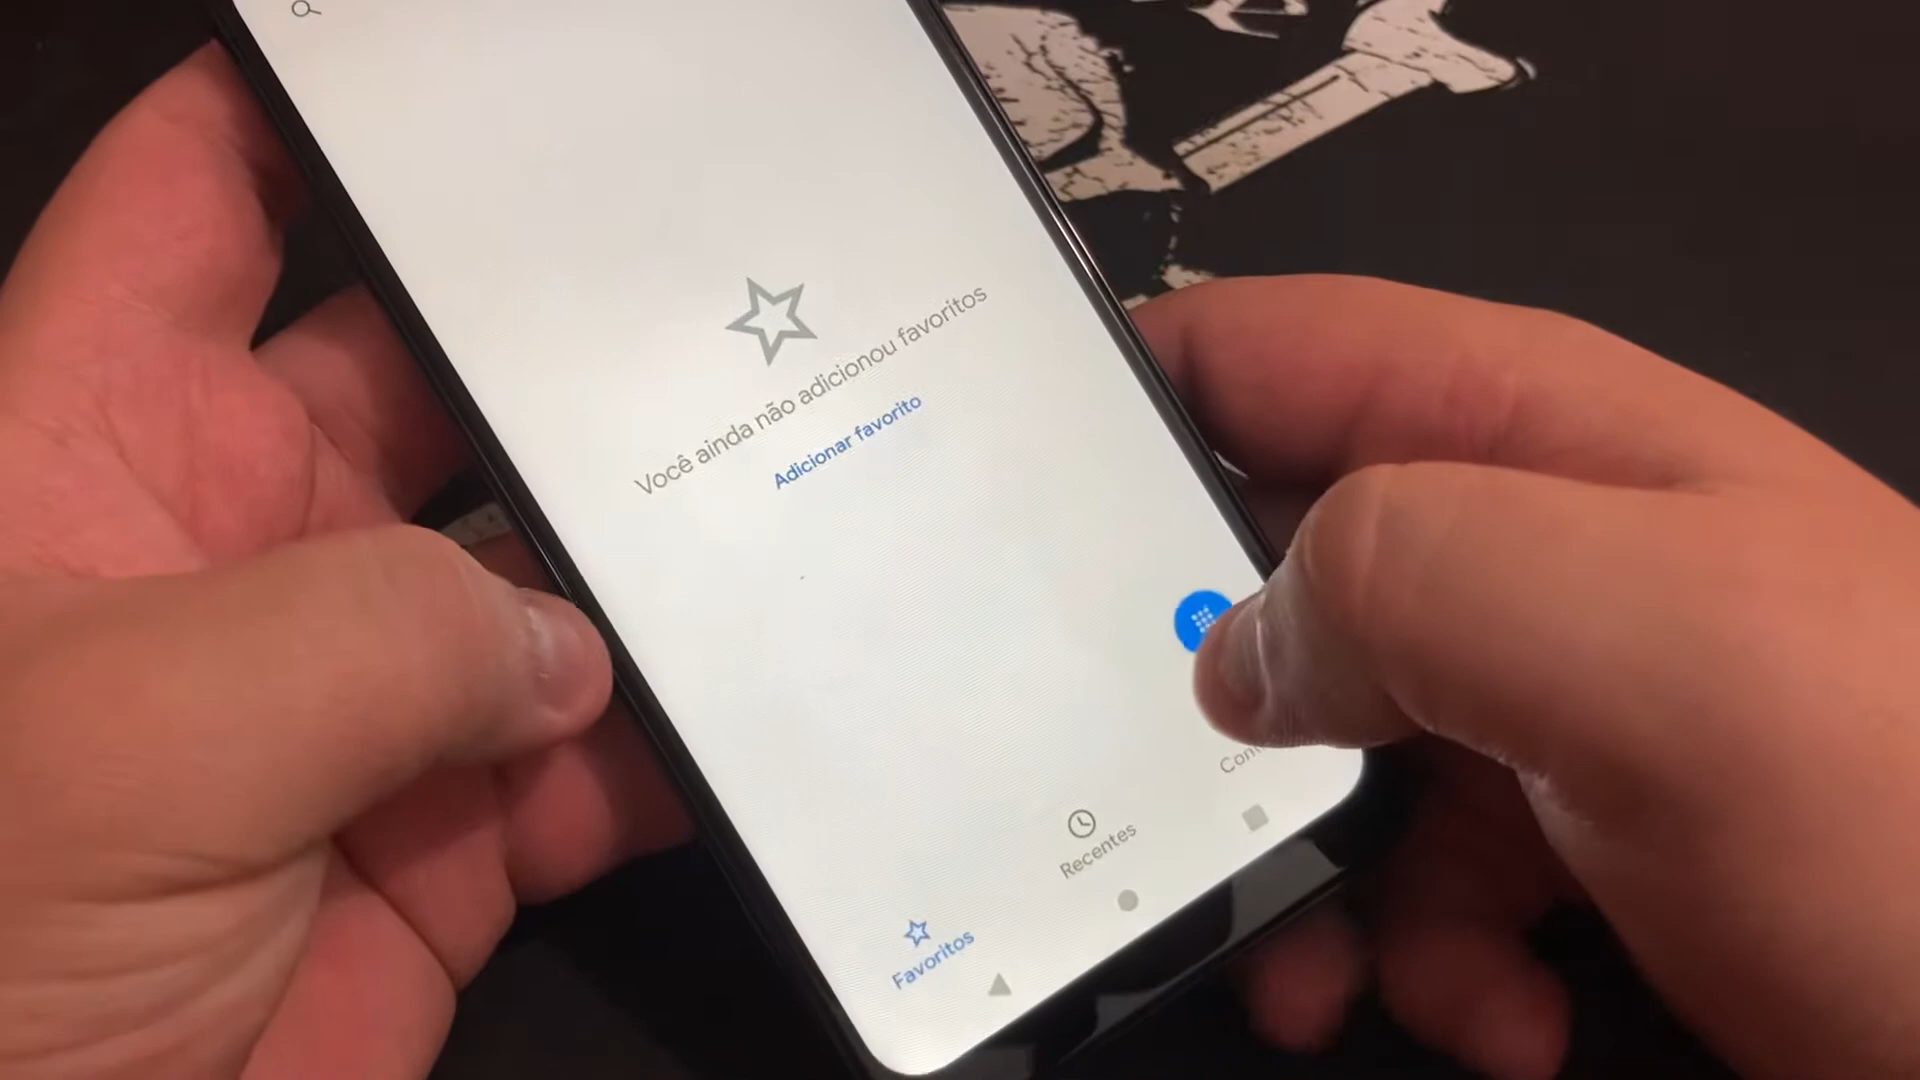 Você ainda não adicionou favoritos
Adicionar favorito
Favoritos
Recentes